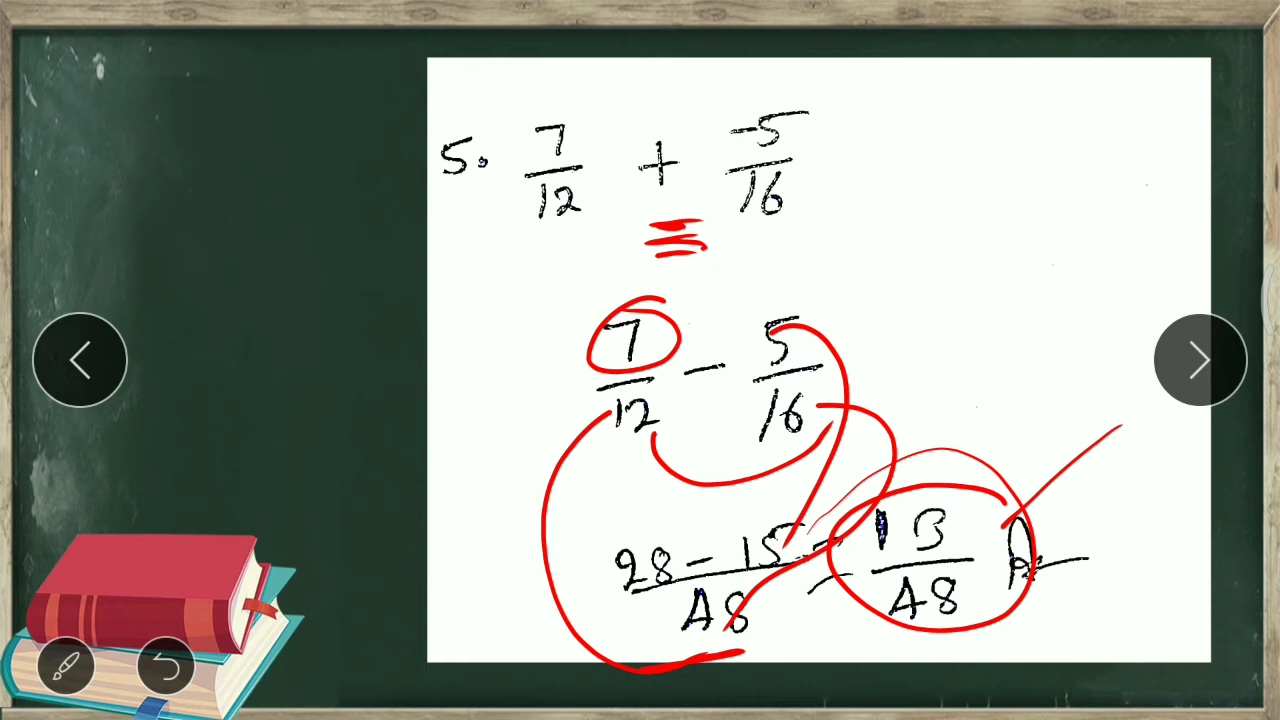 5. 7/12 + -5/16
=
7/12 - 5/16
28 - 15/48 = 13/48